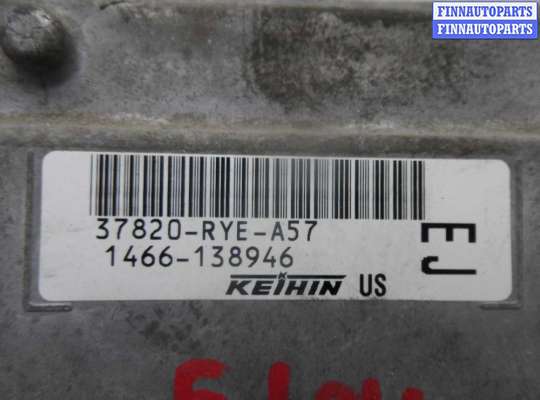 FINNAUTOPARTS
FINNAUTOPARTS
37820-RYE-A57
1466-138946
KEIHIN US
EJ